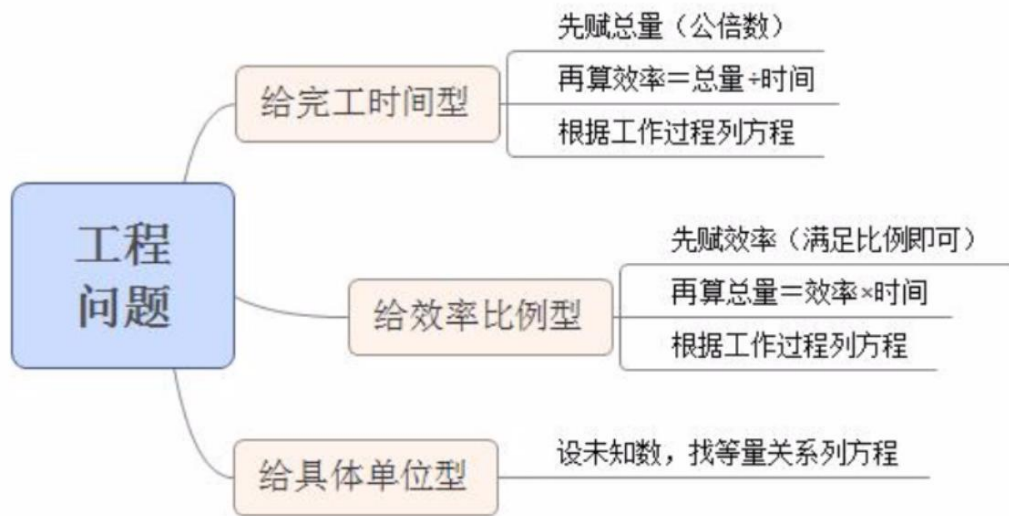 先赋总量（公倍数）
给完工时间型
再算效率＝总量÷时间
根据工作过程列方程
工程
问题
先赋效率（满足比例即可）
给效率比例型
再算总量＝效率×时间
根据工作过程列方程
给具体单位型
设未知数，找等量关系列方程